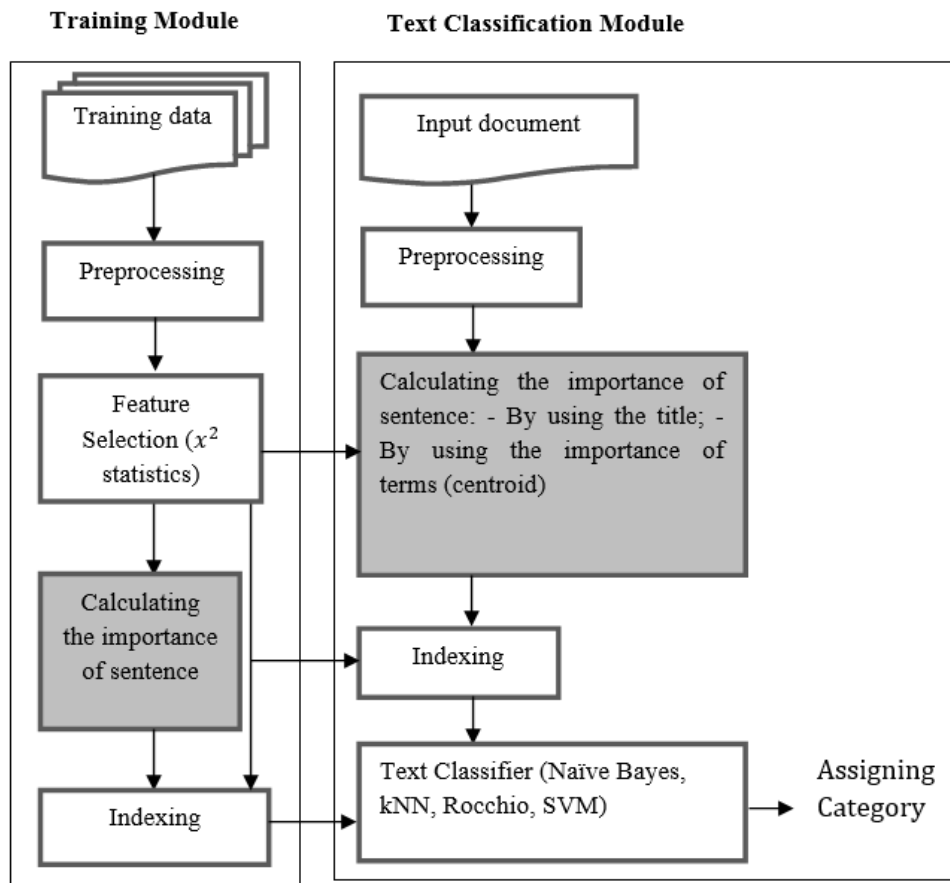 Training Module
Text Classification Module
Training data
Preprocessing
Feature
Selection (x²
statistics)
Calculating
the importance
of sentence
Indexing
Input document
Preprocessing
Calculating the importance of
sentence: - By using the title; -
By using the importance of
terms (centroid)
Indexing
Text Classifier (Naïve Bayes,
kNN, Rocchio, SVM)
Assigning
Category